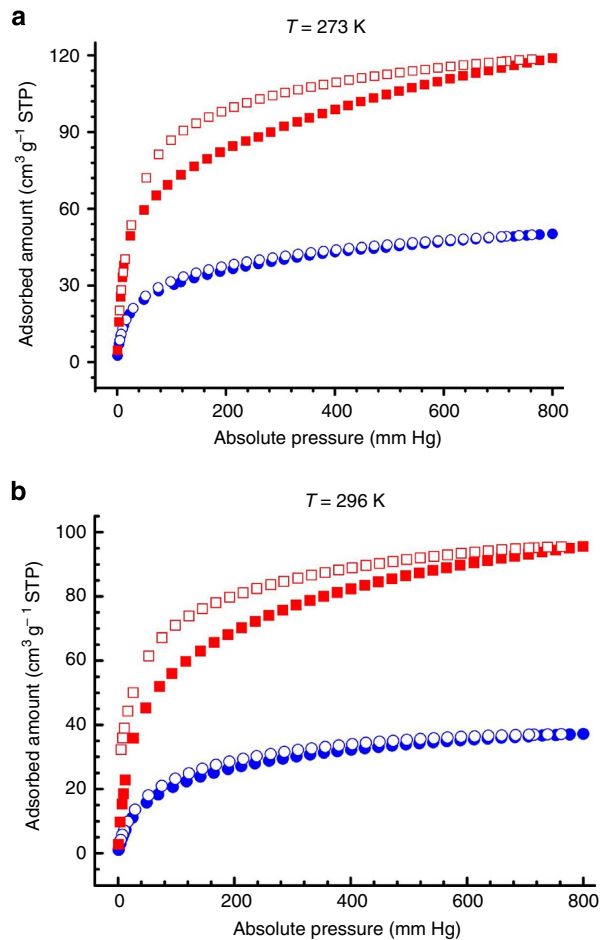 a
T = 273 K
120
90
60
30
0
Adsorbed amount (cm³ g⁻¹ STP)
0 200 400 600 800
Absolute pressure (mm Hg)
b
T = 296 K
100
80
60
40
20
0
Adsorbed amount (cm³ g⁻¹ STP)
0 200 400 600 800
Absolute pressure (mm Hg)